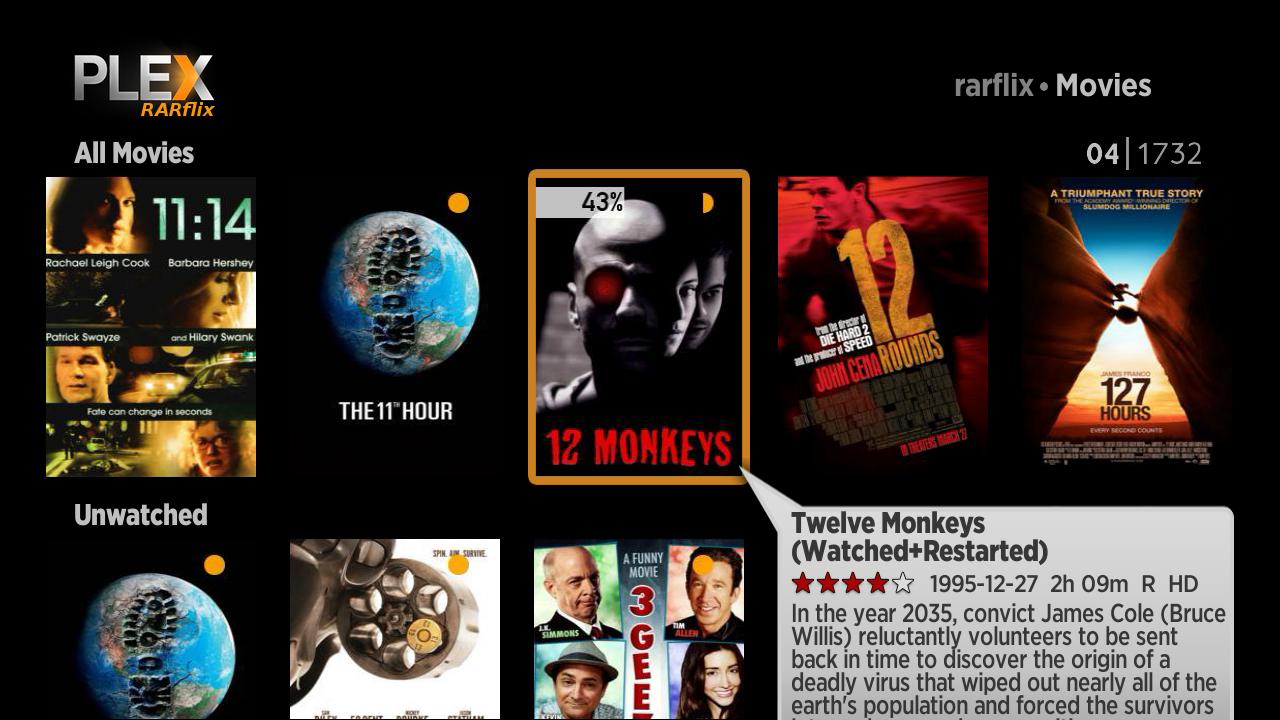 PLEX
RARflix
rarflix • Movies
All Movies
04|1732
11:14
Rachael Leigh Cook Barbara Hershey
Patrick Swayze and Hilary Swank
Fate can change in seconds
THE 11TH HOUR
43%
12 MONKEYS
12
from the director of
DIE HARD 2
and the producer of SPEED
JOHN CENA ROUNDS
IN THEATERS MARCH 27
A TRIUMPHANT TRUE STORY
FROM THE ACADEMY AWARD-WINNING DIRECTOR OF
SLUMDOG MILLIONAIRE
JAMES FRANCO
127
HOURS
EVERY SECOND COUNTS
Unwatched
SPIN. AIM. SURVIVE.
A FUNNY
MOVIE
3
GEE
J.K.
SIMMONS
TIM
ALLEN
Twelve Monkeys
(Watched+Restarted)
1995-12-27 2h 09m R HD
In the year 2035, convict James Cole (Bruce
Willis) reluctantly volunteers to be sent
back in time to discover the origin of a
deadly virus that wiped out nearly all of the
earth's population and forced the survivors